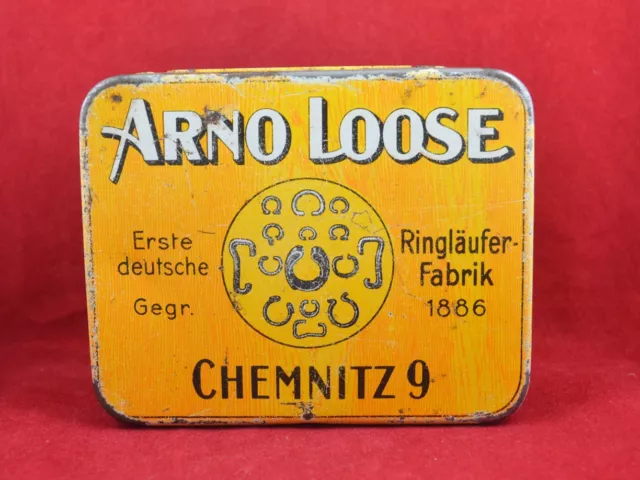 ARNO LOOSE
Erste
deutsche
Gegr.
Ringläufer-
Fabrik
1886
CHEMNITZ 9